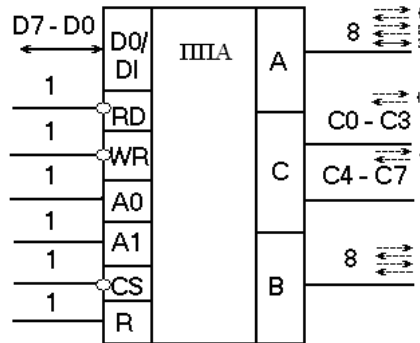 D7 - D0
D0/
DI
ППА
8
A
1
RD
C0 - C3
1
WR
C4 - C7
1
A0
C
1
A1
1
CS
8
B
1
R